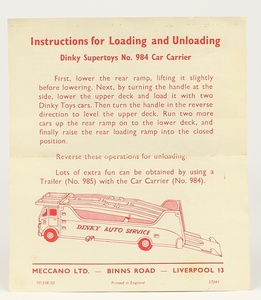 Instructions for Loading and Unloading
Dinky Supertoys No. 984 Car Carrier
First, lower the rear ramp, lifting it slightly
before lowering. Next, by turning the handle at the
side, lower the upper deck and load it with two
Dinky Toys cars. Then turn the handle in the reverse
direction to level the upper deck. Run two more
cars up the rear ramp on to the lower deck, and
finally raise the rear loading ramp into the closed
position.
Reverse these operations for unloading.
Lots of extra fun can be obtained by using a
Trailer (No. 985) with the Car Carrier (No. 984).
DINKY AUTO SERVICE
MECCANO LTD. — BINNS ROAD — LIVERPOOL 13
Printed in England